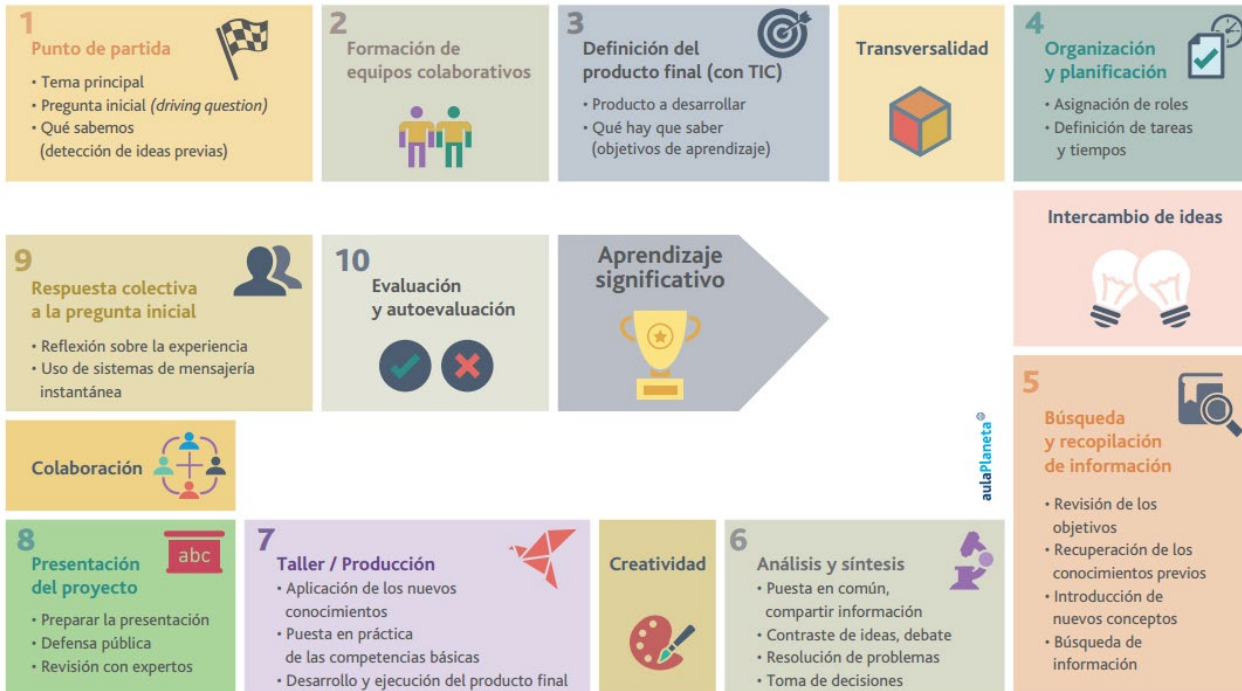 1
Punto de partida
• Tema principal
• Pregunta inicial (driving question)
• Qué sabemos
(detección de ideas previas)
2
Formación de
equipos colaborativos
3
Definición del
producto final (con TIC)
• Producto a desarrollar
• Qué hay que saber
(objetivos de aprendizaje)
Transversalidad
4
Organización
y planificación
• Asignación de roles
• Definición de tareas
y tiempos
Intercambio de ideas
5
Búsqueda
y recopilación
de información
• Revisión de los
objetivos
• Recuperación de los
conocimientos previos
• Introducción de
nuevos conceptos
• Búsqueda de
información
6
Análisis y síntesis
• Puesta en común,
compartir información
• Contraste de ideas, debate
• Resolución de problemas
• Toma de decisiones
Creatividad
7
Taller / Producción
• Aplicación de los nuevos
conocimientos
• Puesta en práctica
de las competencias básicas
• Desarrollo y ejecución del producto final
8
abc
Presentación
del proyecto
• Preparar la presentación
• Defensa pública
• Revisión con expertos
Colaboración
9
Respuesta colectiva
a la pregunta inicial
• Reflexión sobre la experiencia
• Uso de sistemas de mensajería
instantánea
10
Evaluación
y autoevaluación
Aprendizaje
significativo
aulaPlaneta